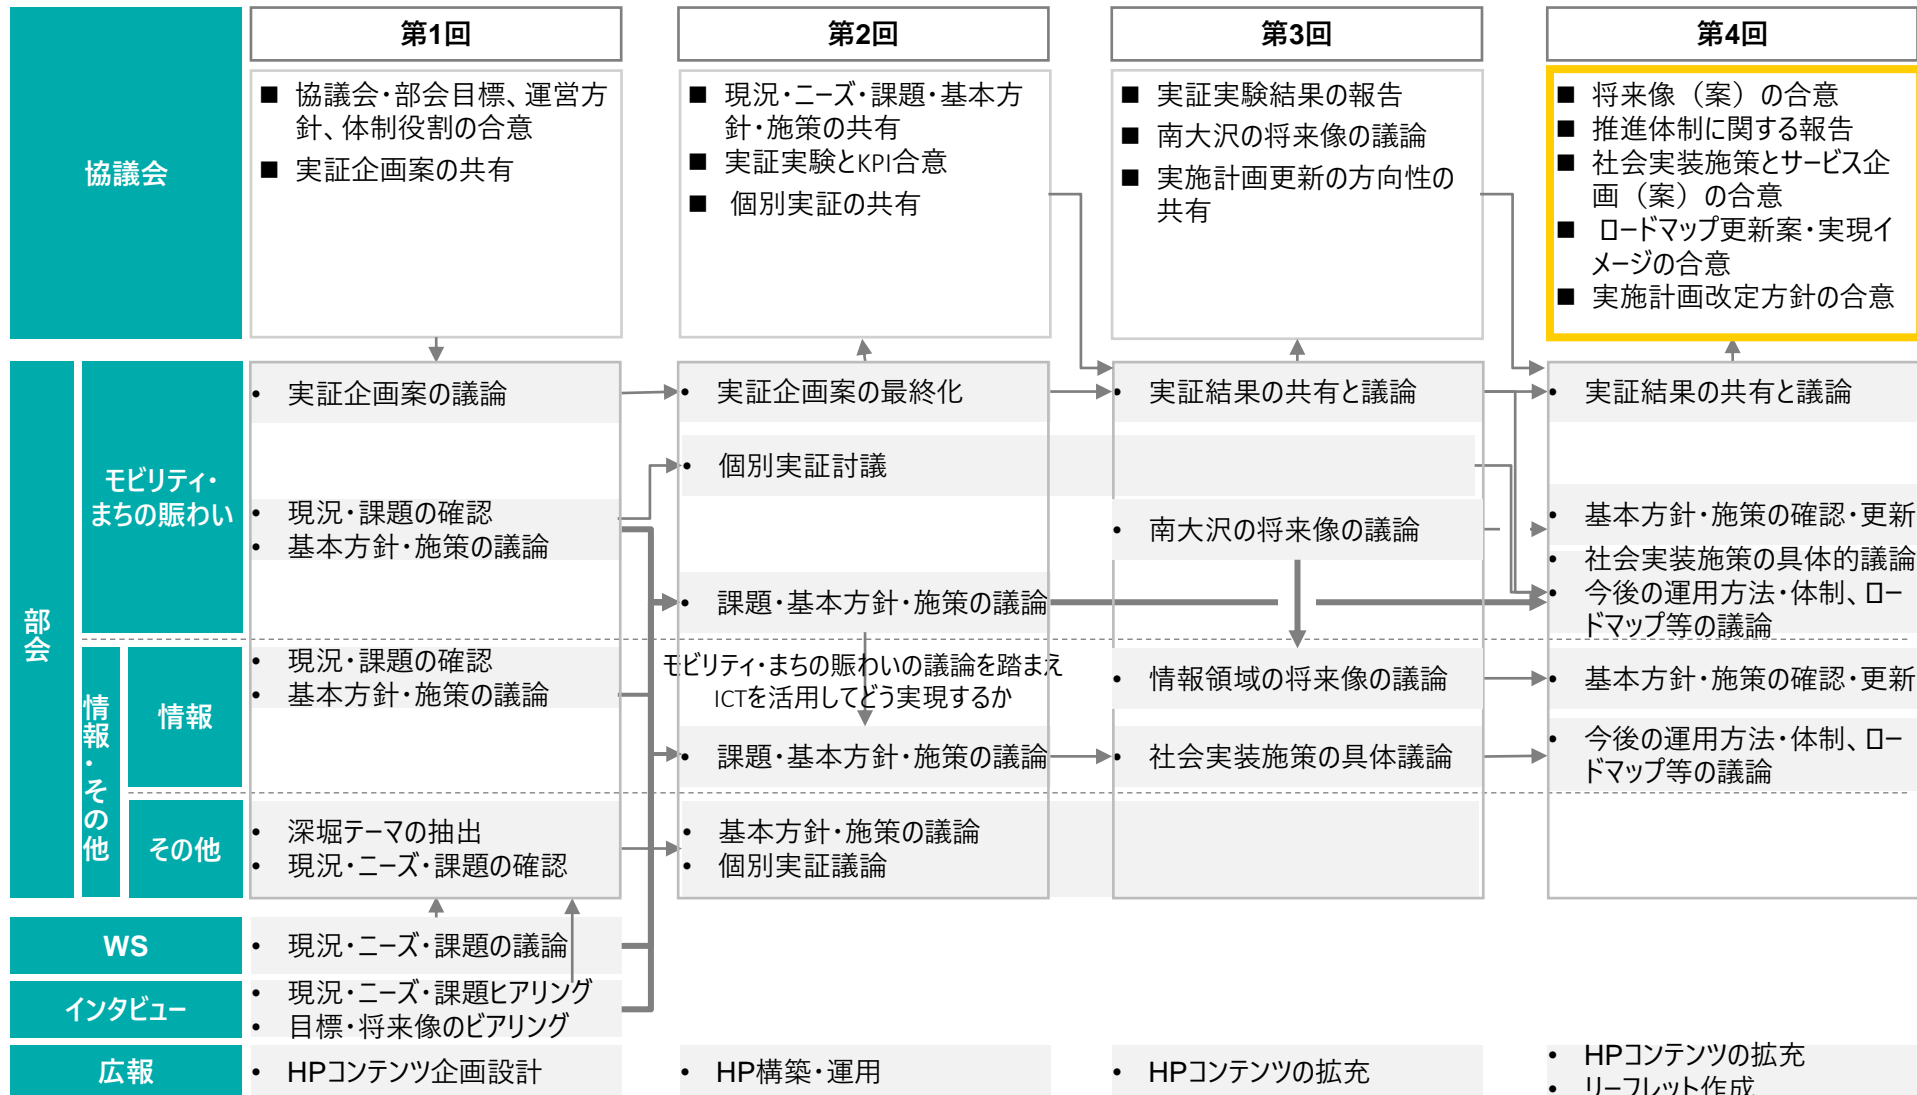 第1回
第2回
第3回
第4回
協議会
■ 協議会・部会目標、運営方
針、体制役割の合意
■ 実証企画案の共有
■ 現況・ニーズ・課題・基本方
針・施策の共有
■ 実証実験とKPI合意
■ 個別実証の共有
■ 実証実験結果の報告
■ 南大沢の将来像の議論
■ 実施計画更新の方向性の
共有
■ 将来像（案）の合意
■ 推進体制に関する報告
■ 社会実装施策とサービス企
画（案）の合意
■ ロードマップ更新案・実現イ
メージの合意
■ 実施計画改定方針の合意
部会
モビリティ・
まちの賑わい
• 実証企画案の議論
• 現況・課題の確認
• 基本方針・施策の議論
• 実証企画案の最終化
• 個別実証討議
• 課題・基本方針・施策の議論
• 実証結果の共有と議論
• 南大沢の将来像の議論
• 実証結果の共有と議論
• 基本方針・施策の確認・更新
• 社会実装施策の具体的議論
• 今後の運用方法・体制、ロー
ドマップ等の議論
情報・その他
情報
• 現況・課題の確認
• 基本方針・施策の議論
モビリティ・まちの賑わいの議論を踏まえ
ICTを活用してどう実現するか
• 課題・基本方針・施策の議論
• 情報領域の将来像の議論
• 社会実装施策の具体議論
• 基本方針・施策の確認・更新
• 今後の運用方法・体制、ロー
ドマップ等の議論
その他
• 深堀テーマの抽出
• 現況・ニーズ・課題の確認
• 基本方針・施策の議論
• 個別実証議論
WS
• 現況・ニーズ・課題の議論
インタビュー
• 現況・ニーズ・課題ヒアリング
• 目標・将来像のビアリング
広報
• HPコンテンツ企画設計
• HP構築・運用
• HPコンテンツの拡充
• HPコンテンツの拡充
• リーフレット作成